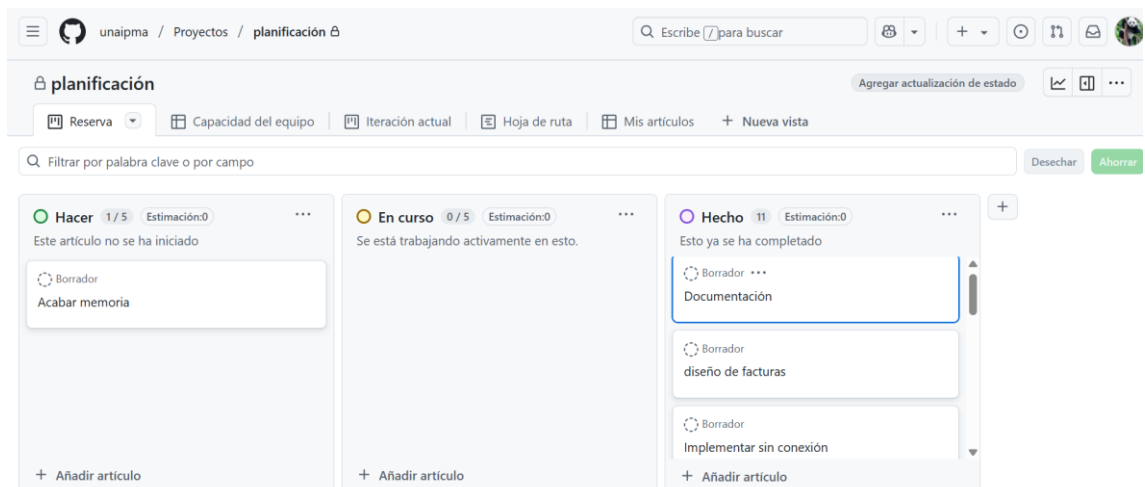 unaipma / Proyectos / planificación
Escribe / para buscar
planificación
Agregar actualización de estado
Reserva
Capacidad del equipo
Iteración actual
Hoja de ruta
Mis artículos
+ Nueva vista
Filtrar por palabra clave o por campo
Desechar
Ahorrar
Hacer 1 / 5 Estimación:0
Este artículo no se ha iniciado
Borrador
Acabar memoria
+ Añadir artículo
En curso 0 / 5 Estimación:0
Se está trabajando activamente en esto.
+ Añadir artículo
Hecho 11 Estimación:0
Esto ya se ha completado
Borrador
Documentación
Borrador
diseño de facturas
Borrador
Implementar sin conexión
+ Añadir artículo